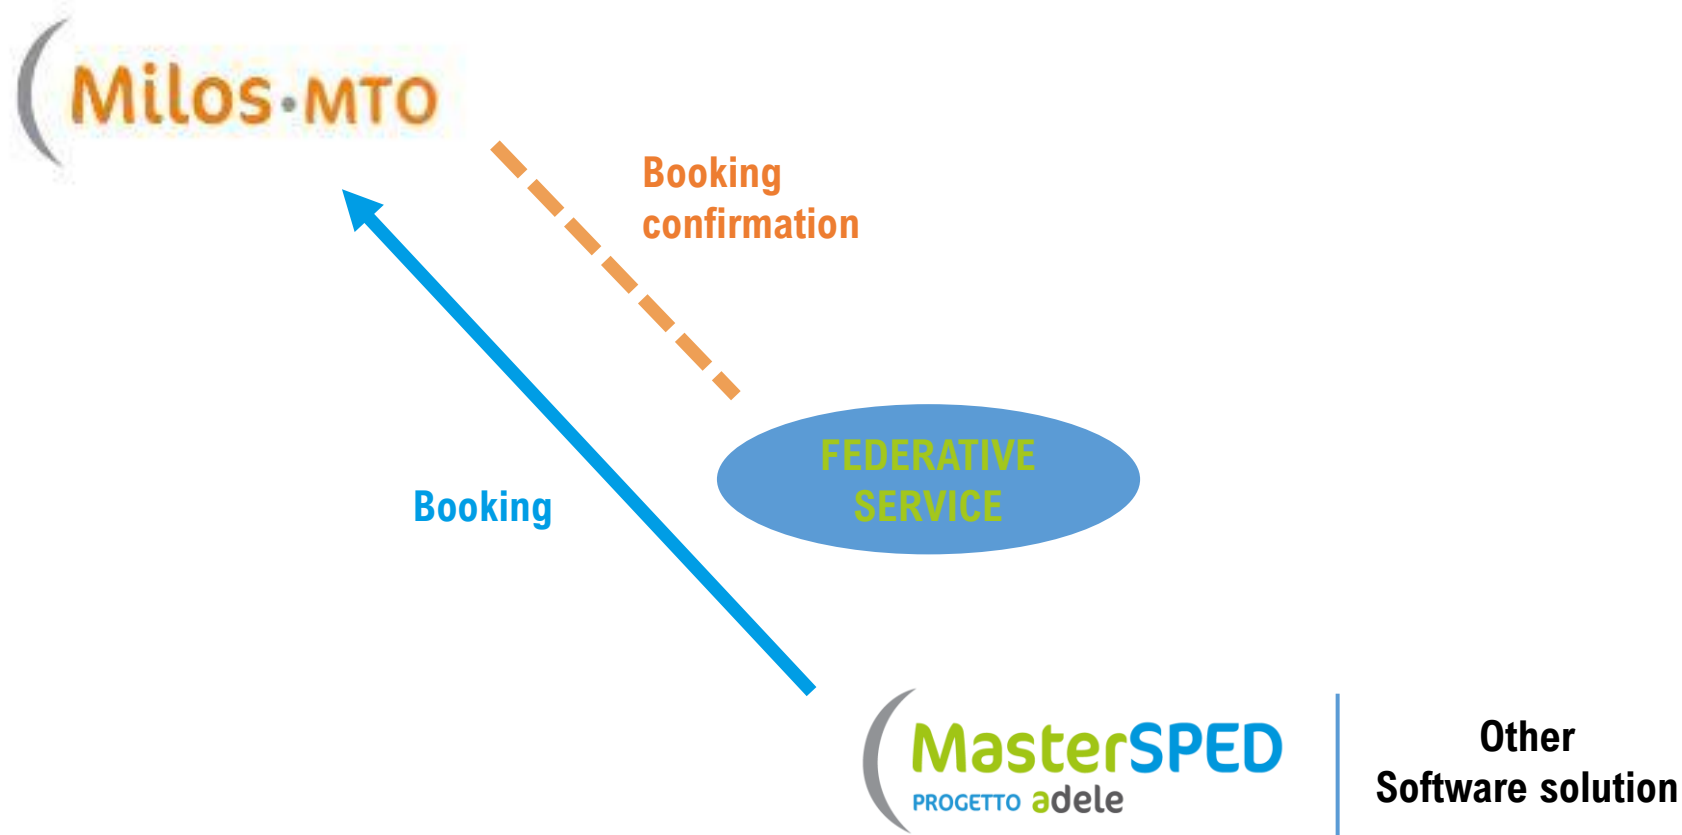 Milos·MTO
Booking
confirmation
FEDERATIVE
SERVICE
Booking
MasterSPED
PROGETTO adele
Other
Software solution